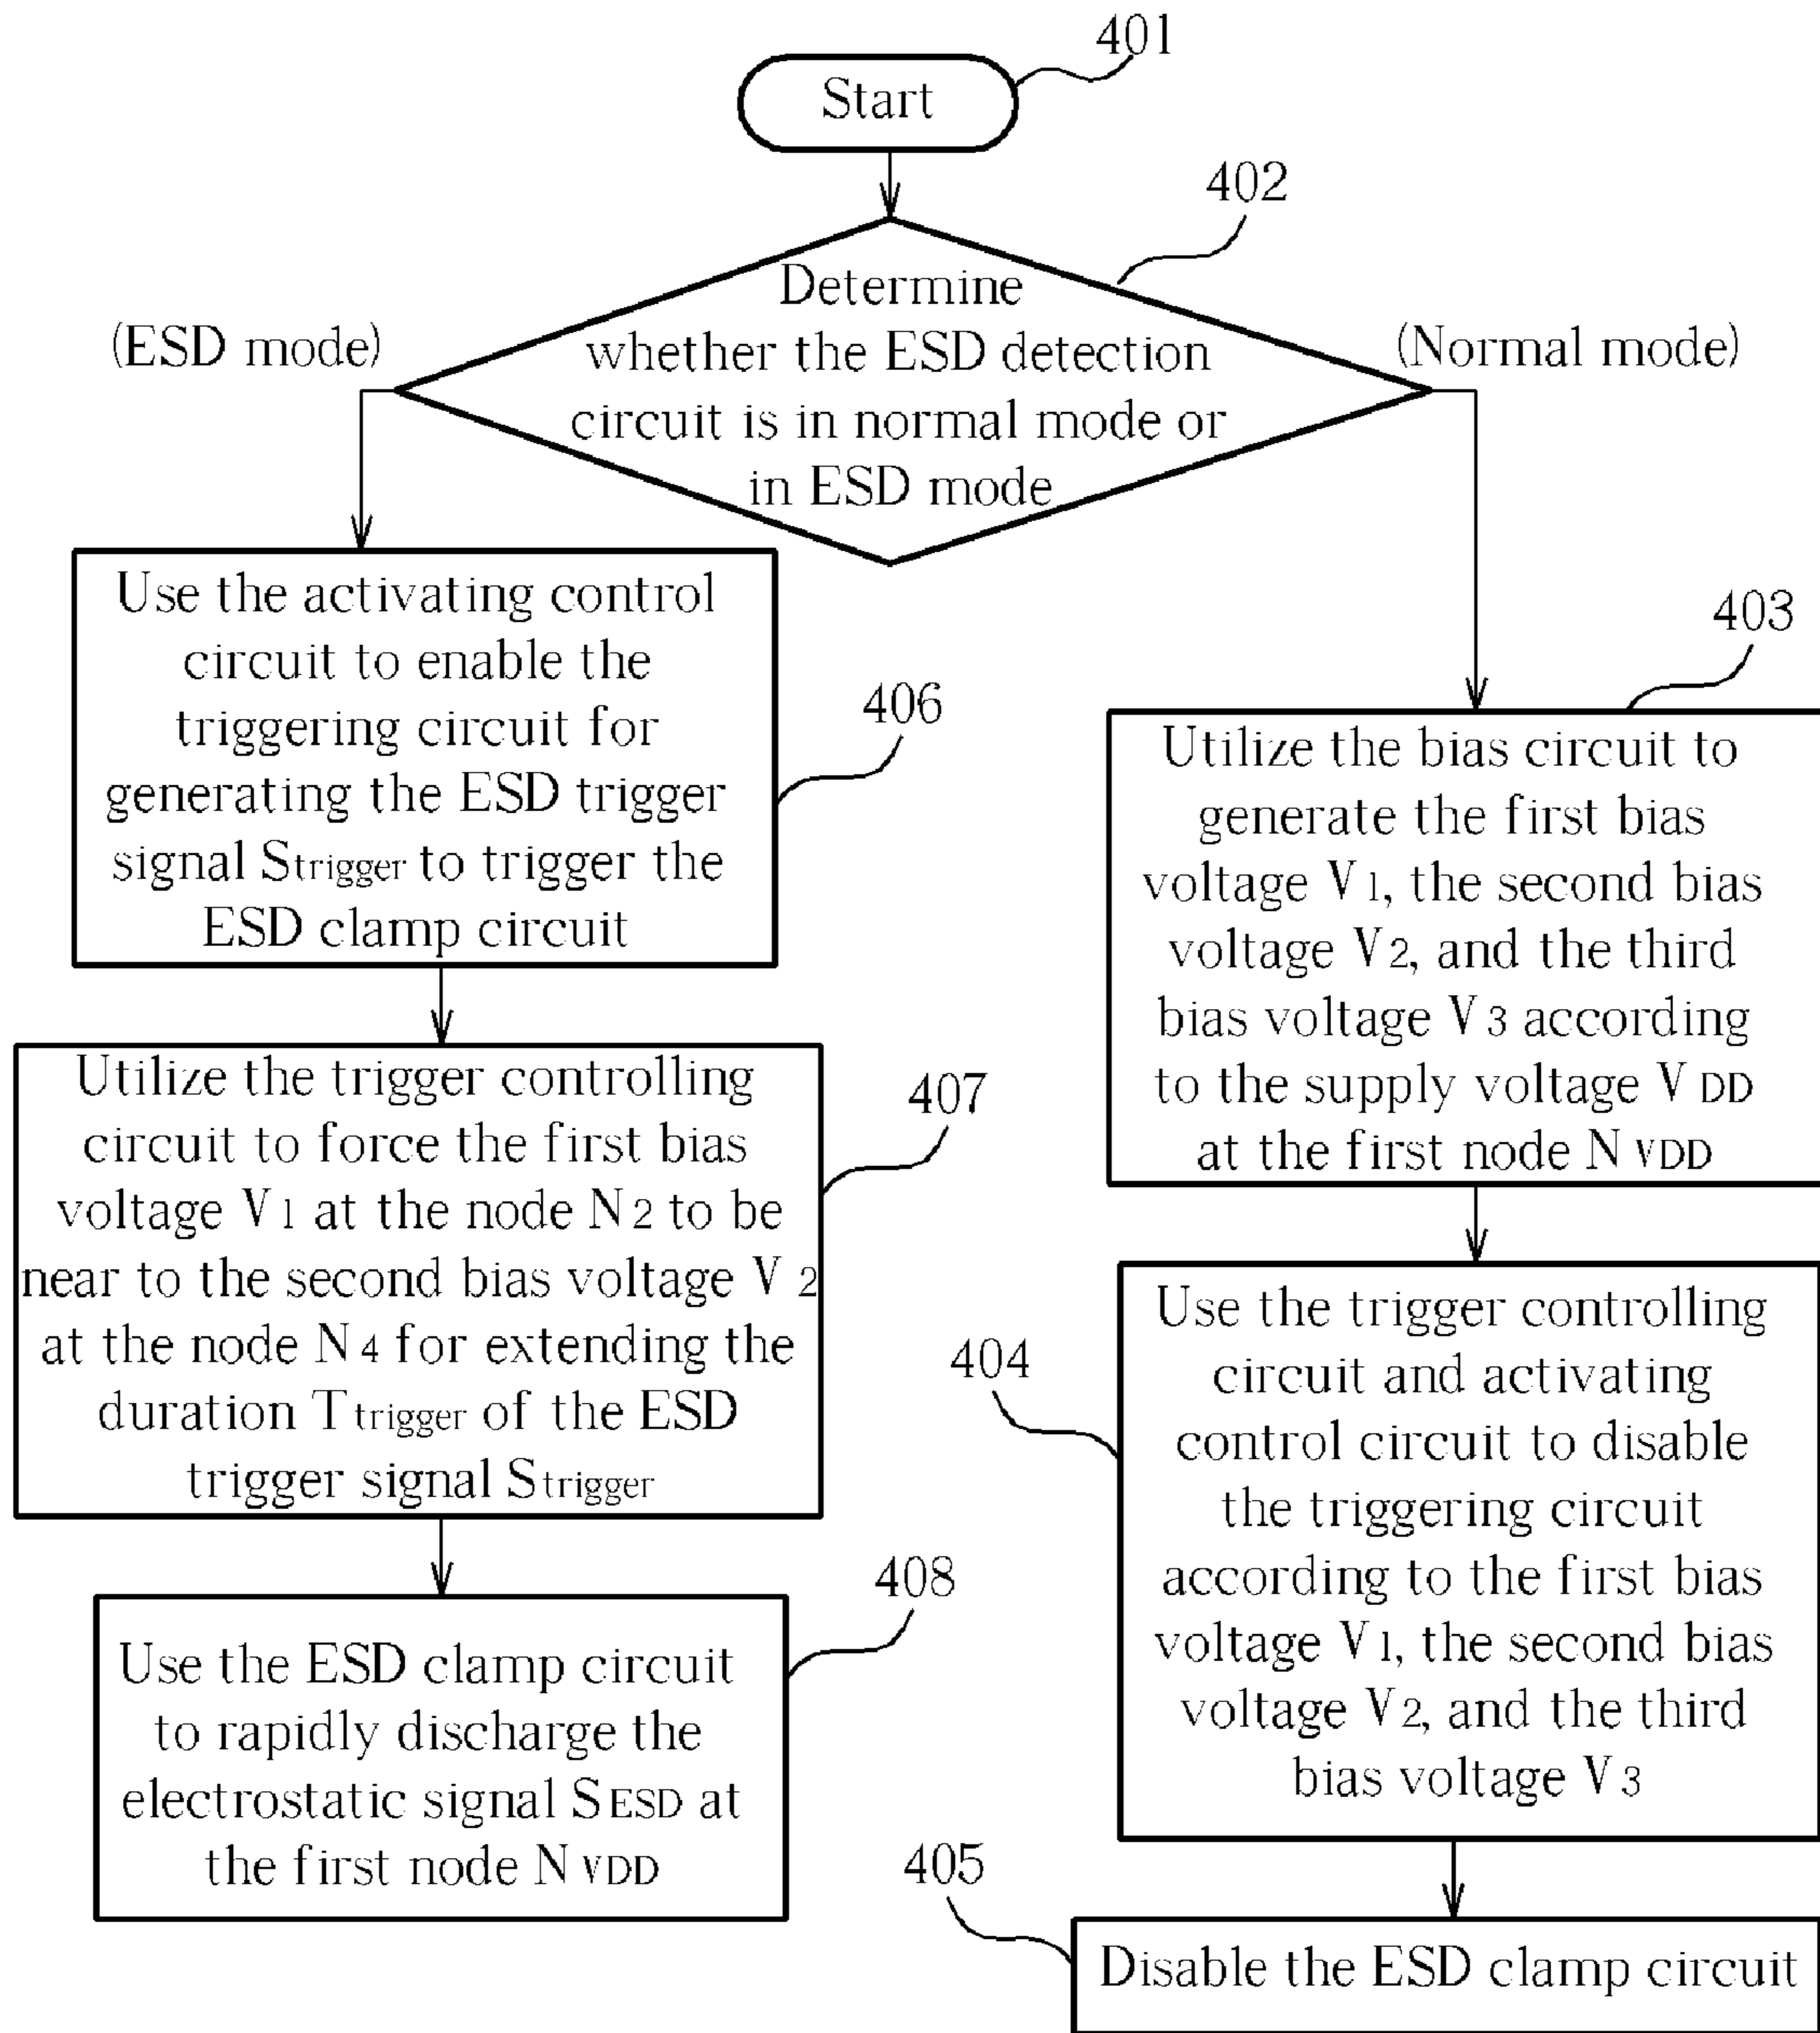 401
Start
402
Determine
whether the ESD detection
circuit is in normal mode or
in ESD mode
(ESD mode)
(Normal mode)
Use the activating control
circuit to enable the
triggering circuit for
generating the ESD trigger
signal Strigger to trigger the
ESD clamp circuit
406
Utilize the trigger controlling
circuit to force the first bias
voltage V1 at the node N2 to be
near to the second bias voltage V2
at the node N4 for extending the
duration Ttrigger of the ESD
trigger signal Strigger
407
Use the ESD clamp circuit
to rapidly discharge the
electrostatic signal SESD at
the first node NVDD
408
403
Utilize the bias circuit to
generate the first bias
voltage V1, the second bias
voltage V2, and the third
bias voltage V3 according
to the supply voltage VDD
at the first node NVDD
404
Use the trigger controlling
circuit and activating
control circuit to disable
the triggering circuit
according to the first bias
voltage V1, the second bias
voltage V2, and the third
bias voltage V3
405
Disable the ESD clamp circuit